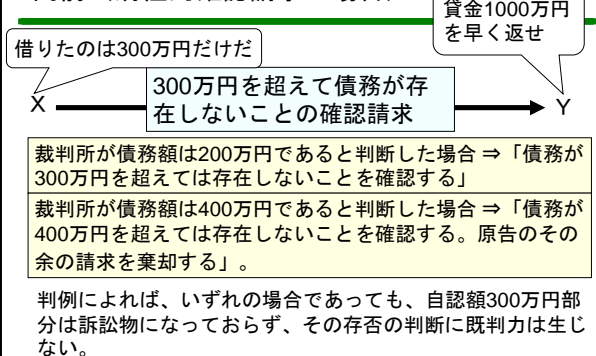 貸金1000万円
を早く返せ
借りたのは300万円だけだ
300万円を超えて債務が存
在しないことの確認請求
X
Y
裁判所が債務額は200万円であると判断した場合 ⇒「債務が
300万円を超えては存在しないことを確認する」
裁判所が債務額は400万円であると判断した場合 ⇒「債務が
400万円を超えては存在しないことを確認する。原告のその
余の請求を棄却する」。
判例によれば、いずれの場合であっても、自認額300万円部
分は訴訟物になっておらず、その存否の判断に既判力は生じ
ない。